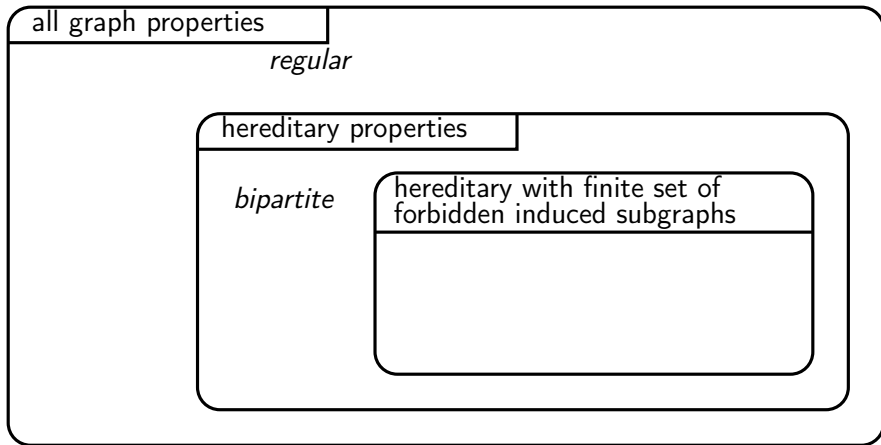 all graph properties
regular
hereditary properties
bipartite
hereditary with finite set of
forbidden induced subgraphs